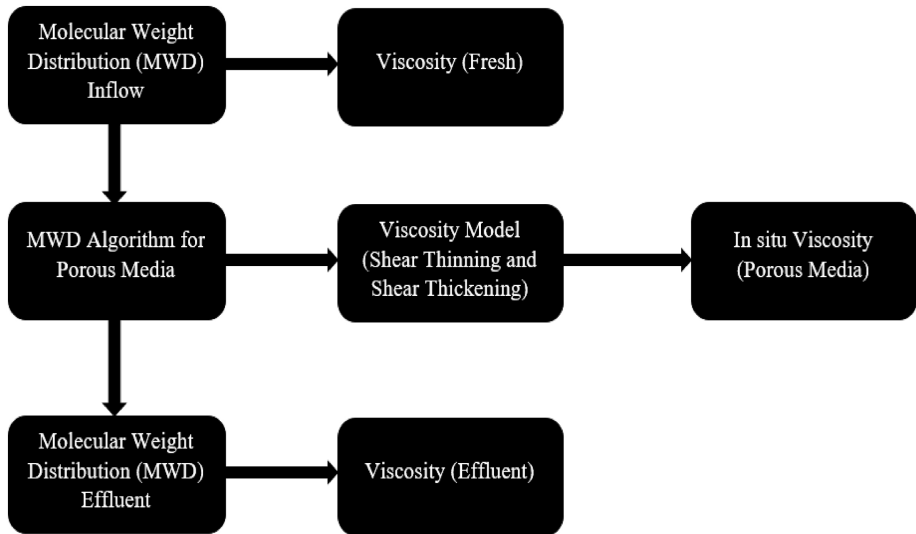 Molecular Weight
Distribution (MWD)
Inflow
Viscosity (Fresh)
MWD Algorithm for
Porous Media
Viscosity Model
(Shear Thinning and
Shear Thickening)
In situ Viscosity
(Porous Media)
Molecular Weight
Distribution (MWD)
Effluent
Viscosity (Effluent)